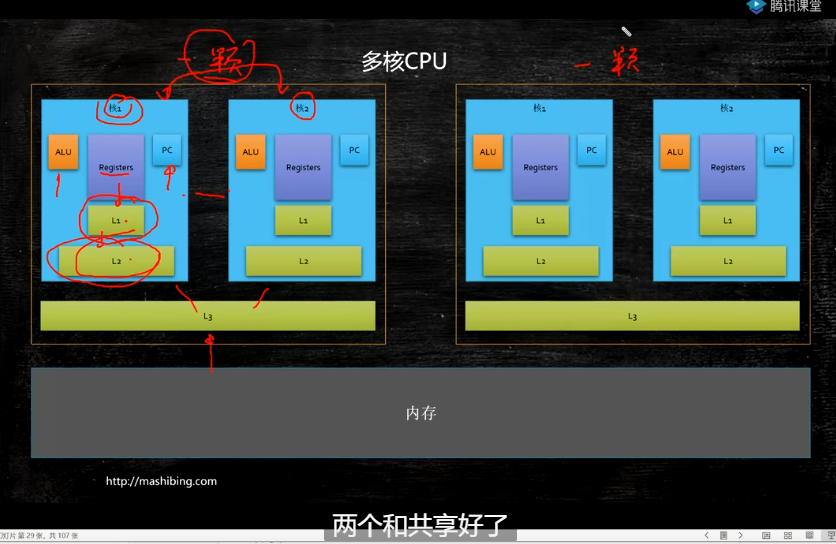 腾讯课堂
一颗
多核CPU
一颗
核1
核2
核1
核2
ALU
Registers
PC
ALU
Registers
PC
ALU
Registers
PC
ALU
Registers
PC
L1
L1
L1
L1
L2
L2
L2
L2
L3
L3
内存
http://mashibing.com
两个和共享好了
幻灯片 第 29 张，共 107 张